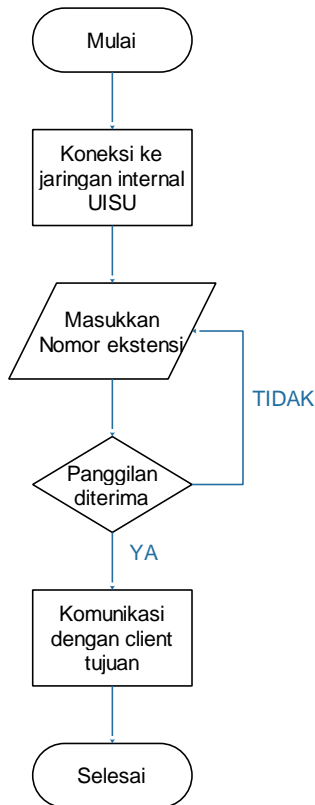 Mulai
Koneksi ke
jaringan internal
UISU
Masukkan
Nomor ekstensi
TIDAK
Panggilan
diterima
YA
Komunikasi
dengan client
tujuan
Selesai